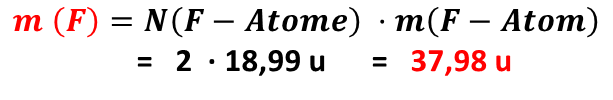 m (F) = N(F − Atome) · m(F − Atom)
= 2 · 18,99 u = 37,98 u